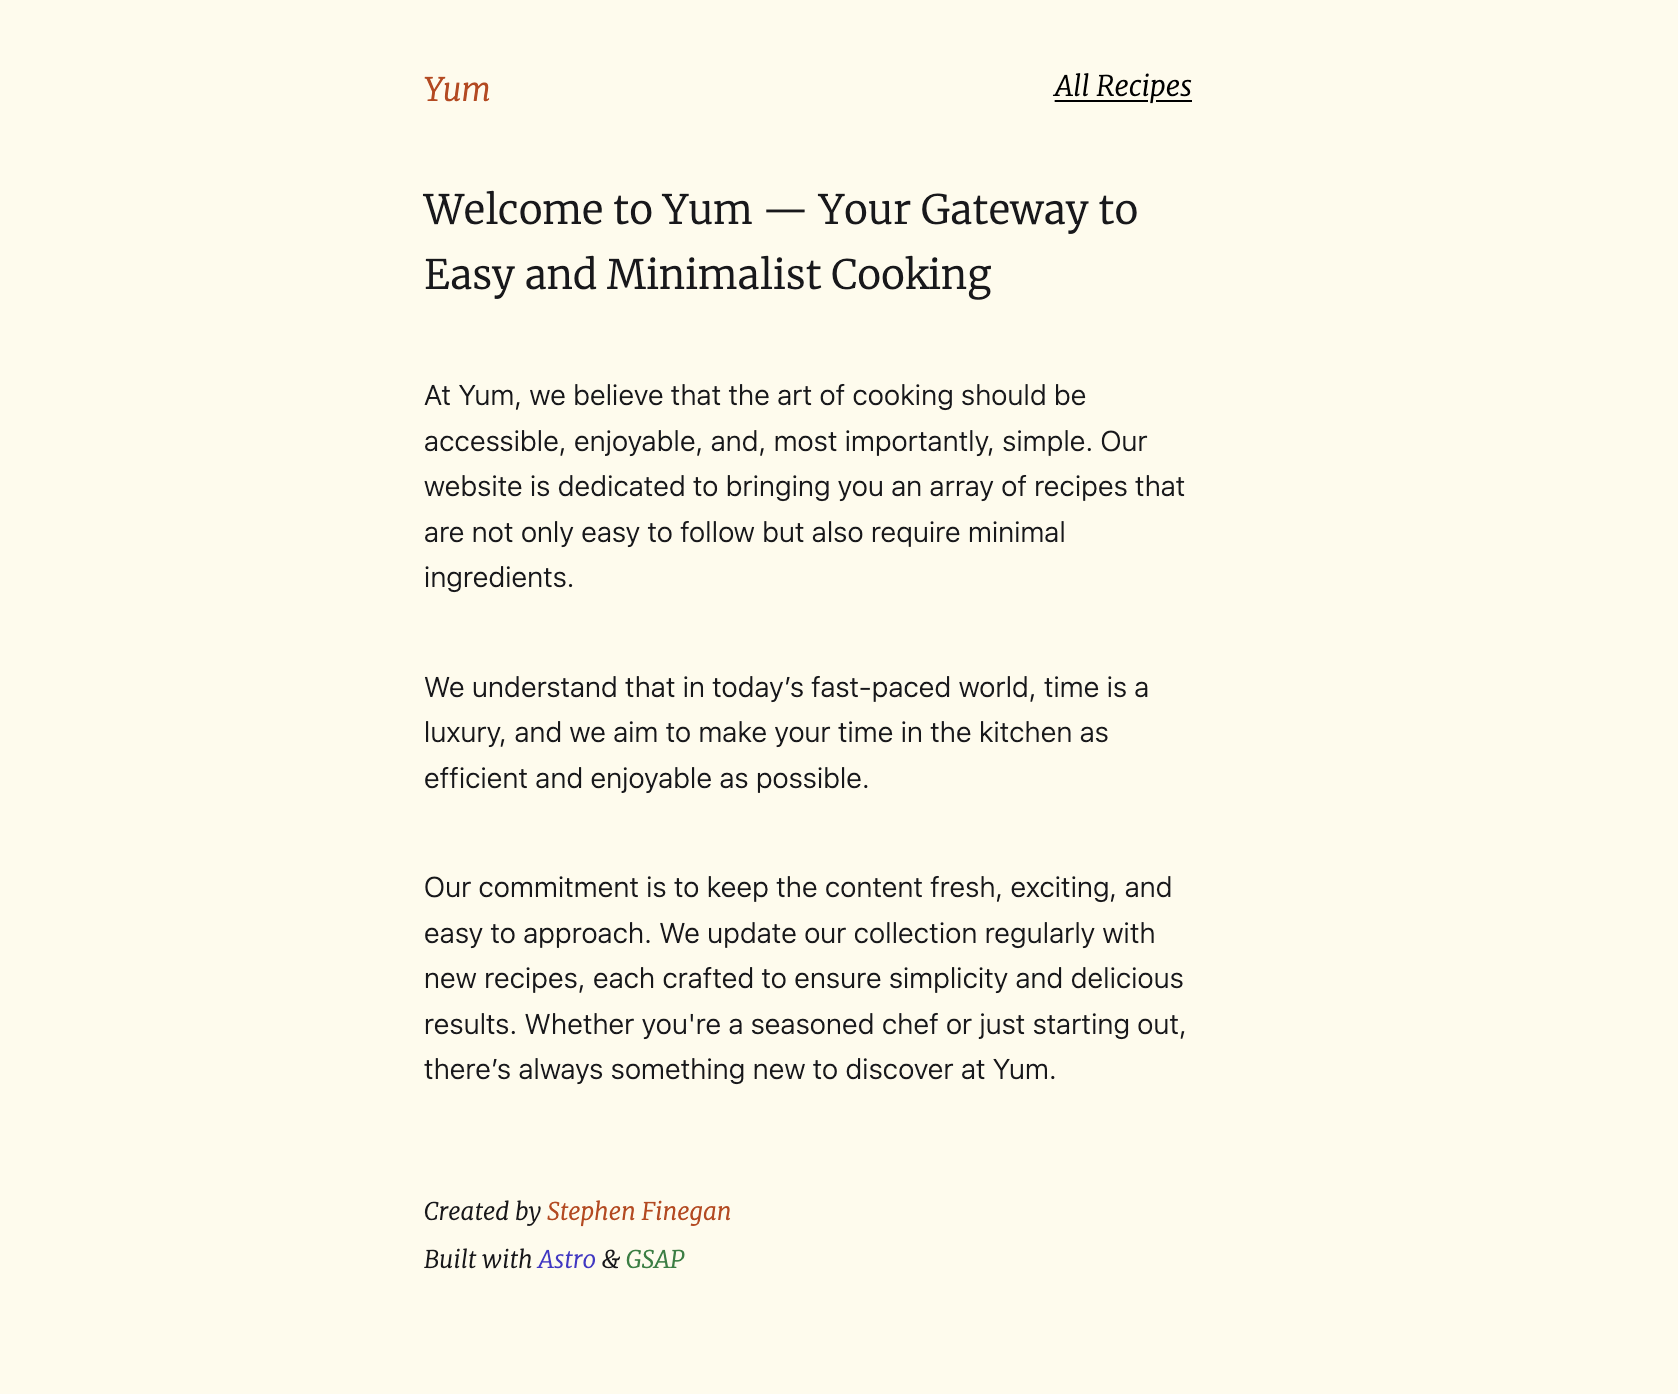 Yum
All Recipes
Welcome to Yum — Your Gateway to
Easy and Minimalist Cooking
At Yum, we believe that the art of cooking should be
accessible, enjoyable, and, most importantly, simple. Our
website is dedicated to bringing you an array of recipes that
are not only easy to follow but also require minimal
ingredients.
We understand that in today’s fast-paced world, time is a
luxury, and we aim to make your time in the kitchen as
efficient and enjoyable as possible.
Our commitment is to keep the content fresh, exciting, and
easy to approach. We update our collection regularly with
new recipes, each crafted to ensure simplicity and delicious
results. Whether you're a seasoned chef or just starting out,
there’s always something new to discover at Yum.
Created by Stephen Finegan
Built with Astro & GSAP